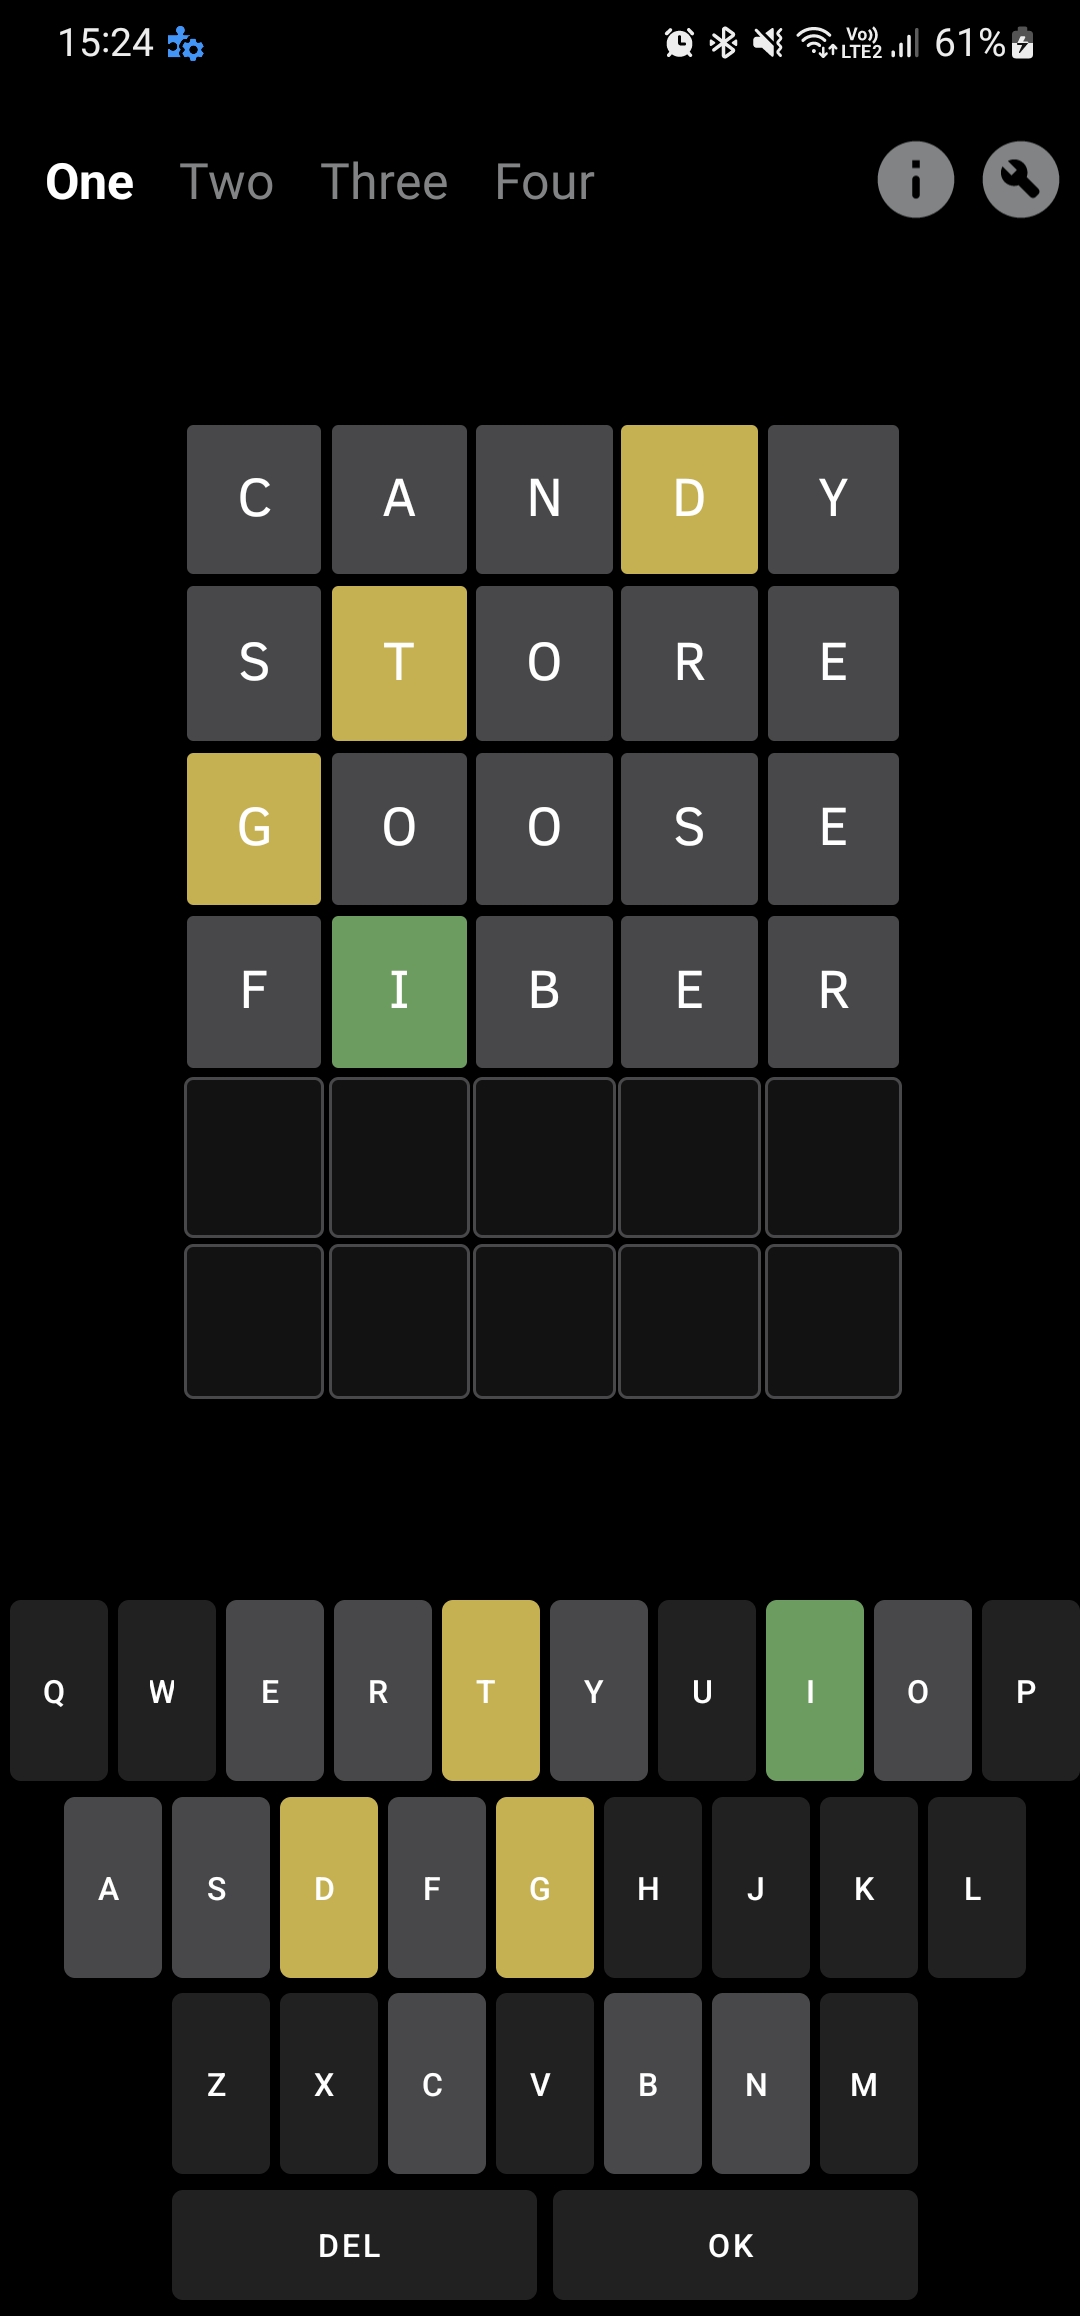 15:24 Vo)) LTE2 61%
One Two Three Four
C A N D Y
S T O R E
G O O S E
F I B E R
Q W E R T Y U I O P
A S D F G H J K L
Z X C V B N M
DEL OK